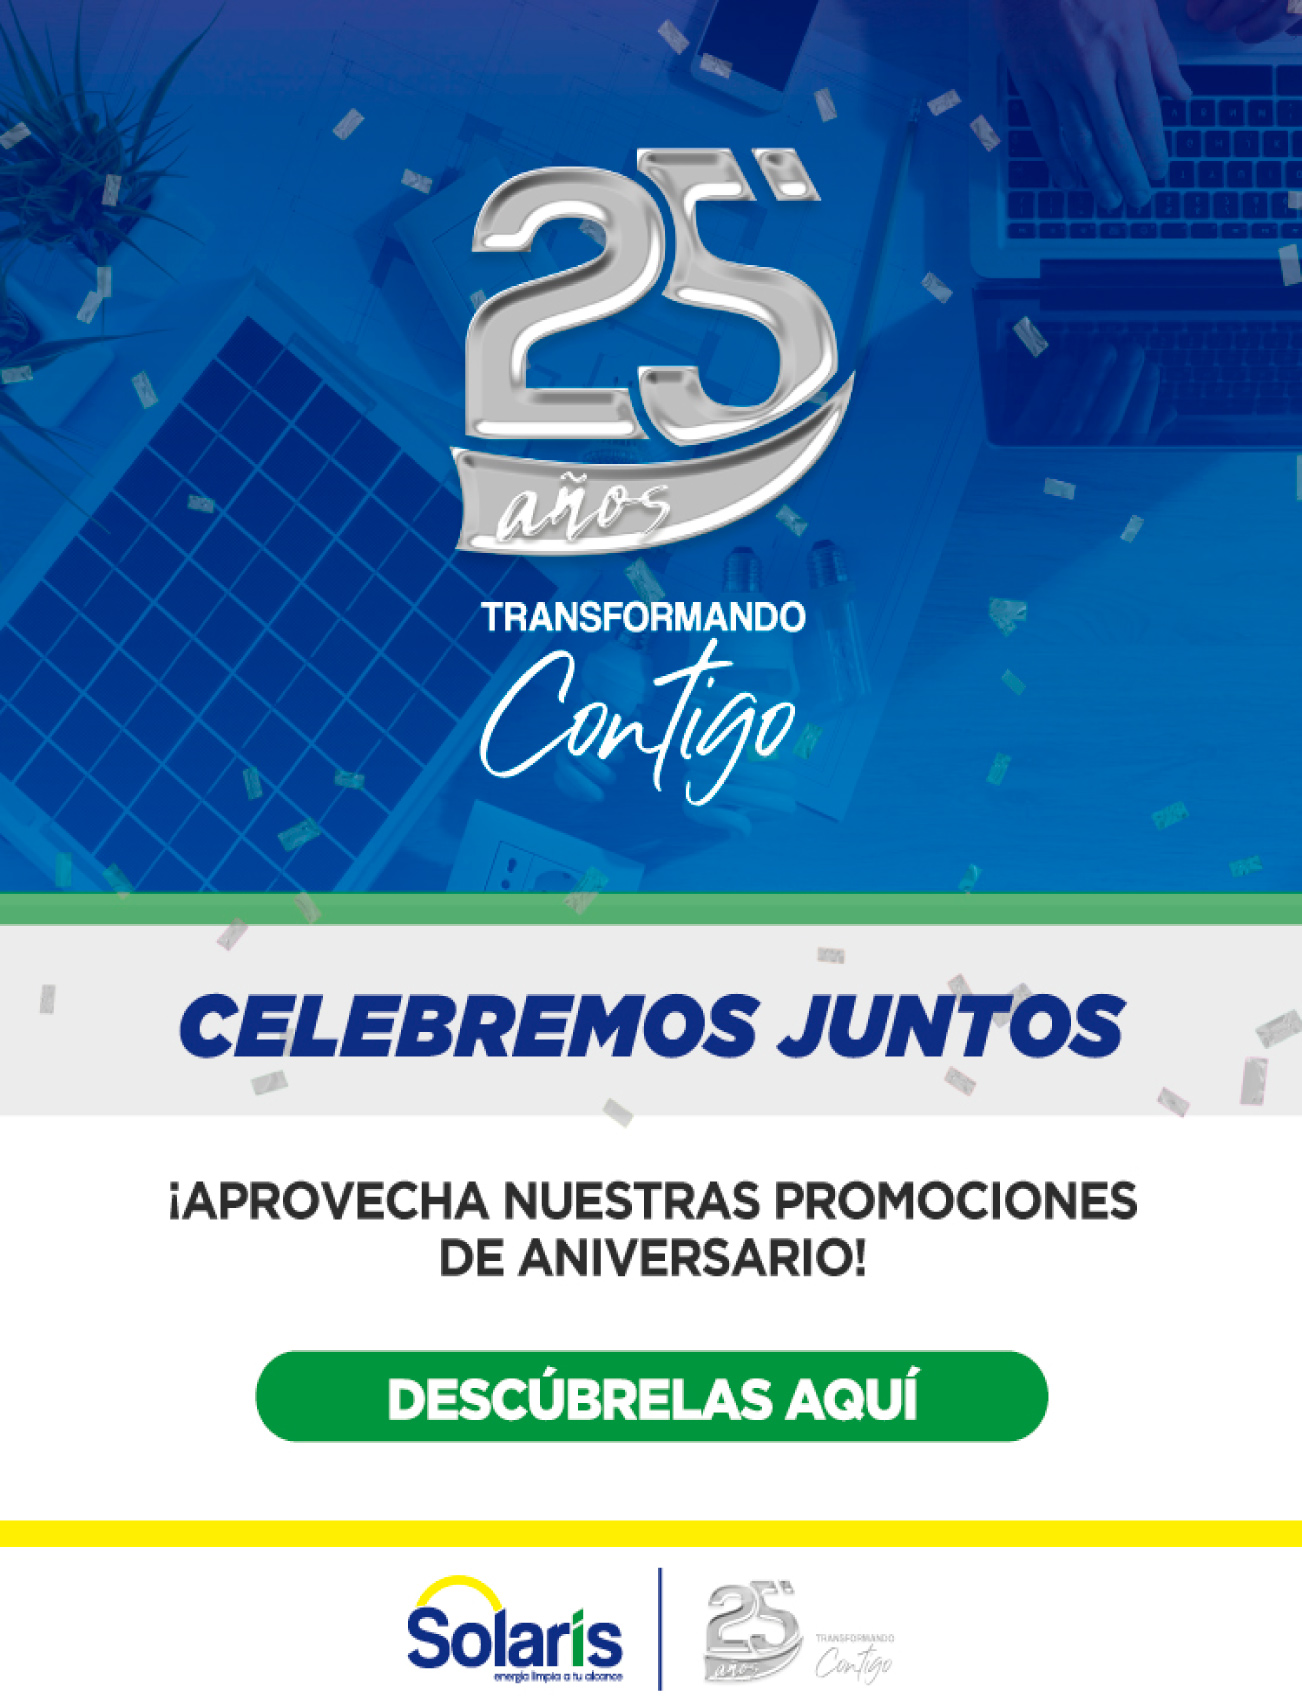 25
años
TRANSFORMANDO
Contigo
CELEBREMOS JUNTOS
¡APROVECHA NUESTRAS PROMOCIONES
DE ANIVERSARIO!
DESCÚBRELAS AQUÍ
Solaris
energía limpia a tu alcance
25
años
TRANSFORMANDO
Contigo